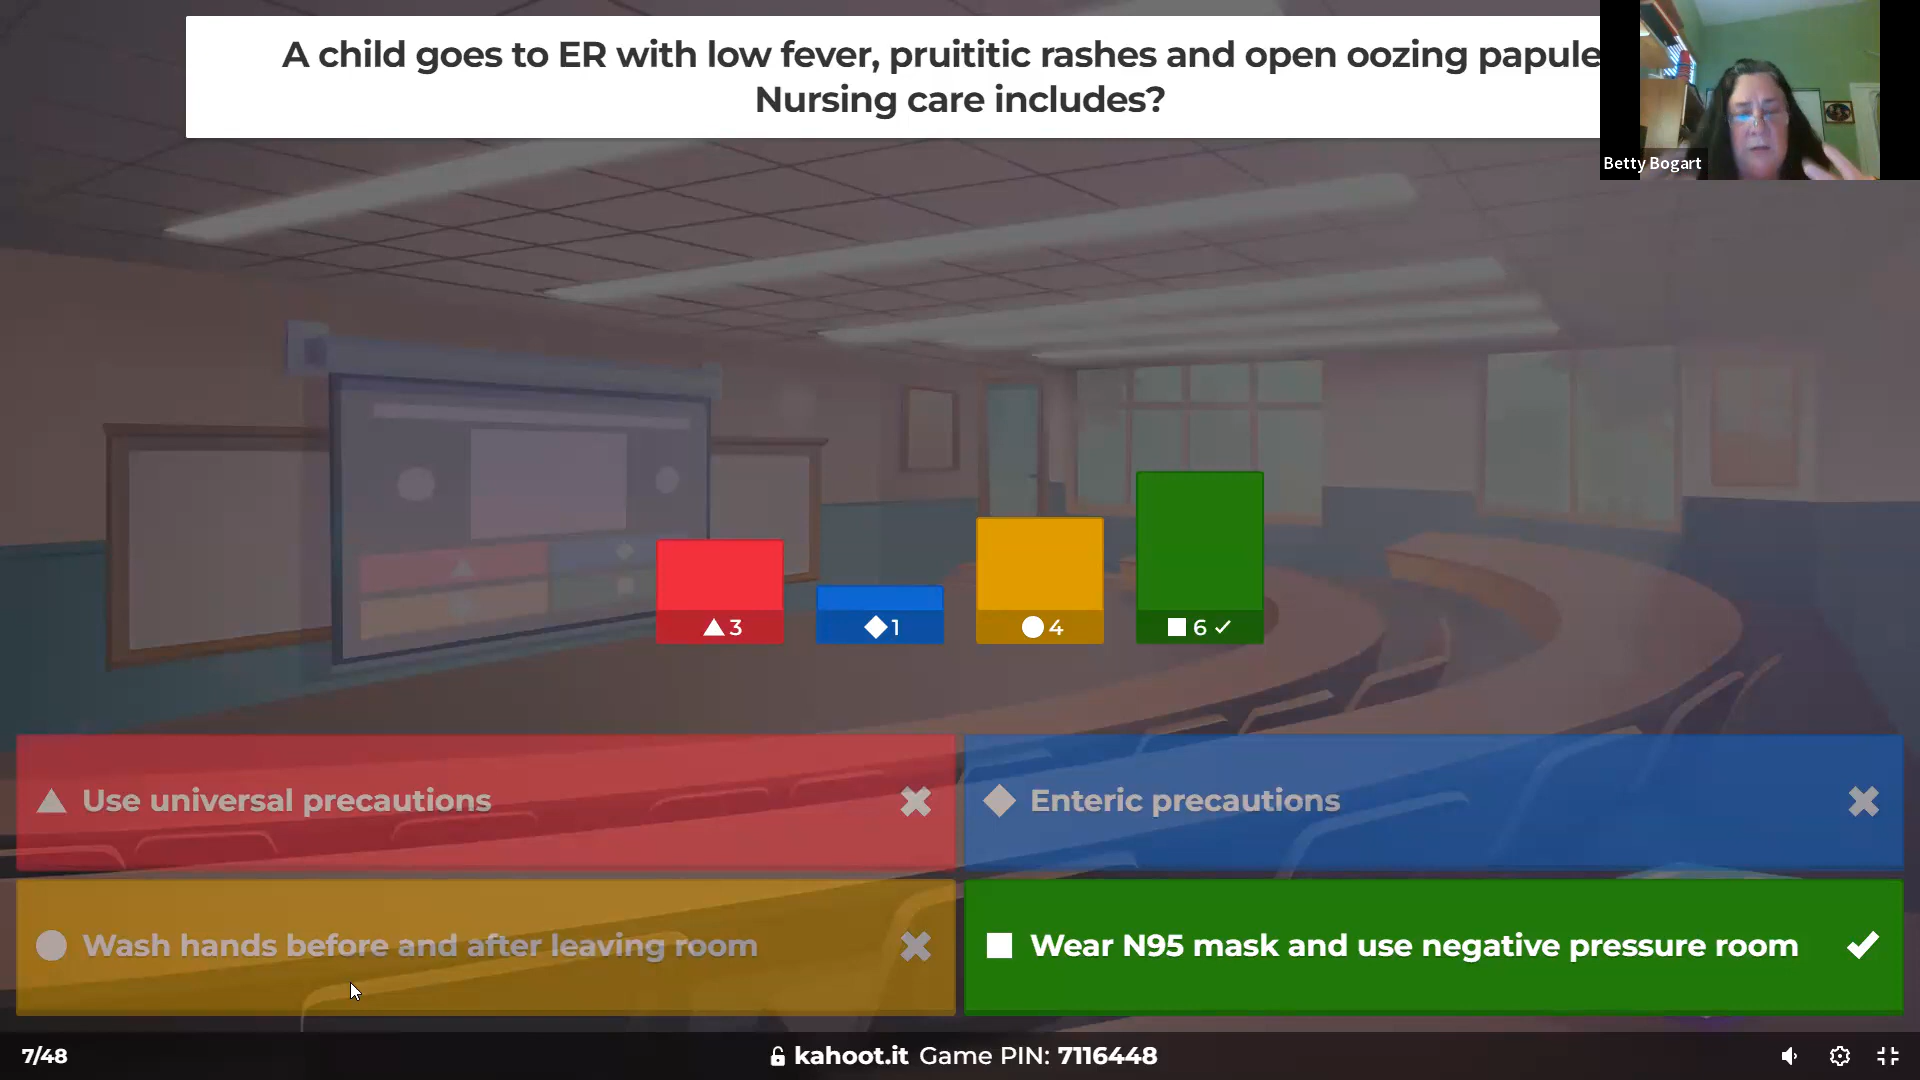 A child goes to ER with low fever, pruititic rashes and open oozing papule
Nursing care includes?
Betty Bogart
3
1
4
6
Use universal precautions
Enteric precautions
Wash hands before and after leaving room
Wear N95 mask and use negative pressure room
7/48
kahoot.it Game PIN: 7116448